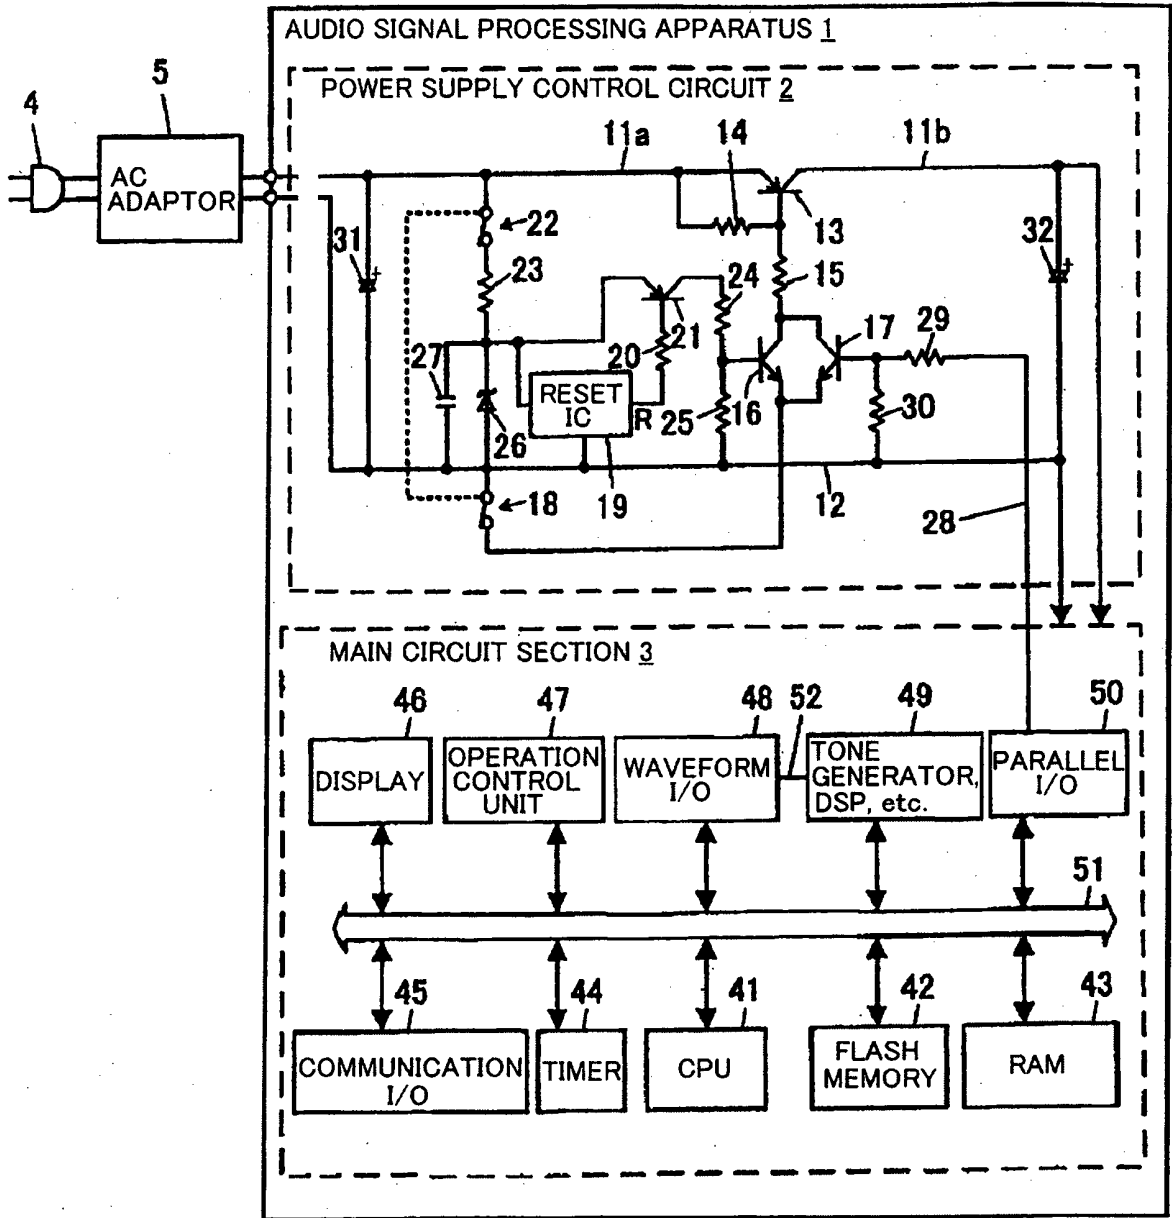 AUDIO SIGNAL PROCESSING APPARATUS 1
POWER SUPPLY CONTROL CIRCUIT 2
4
5
AC
ADAPTOR
11a
14
11b
31
22
13
32
23
24
15
21
20
17
29
27
RESET
IC
R
26
25
16
30
18
19
12
28
MAIN CIRCUIT SECTION 3
46
47
48
52
49
50
DISPLAY
OPERATION
CONTROL
UNIT
WAVEFORM
I/O
TONE
GENERATOR,
DSP, etc.
PARALLEL
I/O
51
45
44
41
42
43
COMMUNICATION
I/O
TIMER
CPU
FLASH
MEMORY
RAM